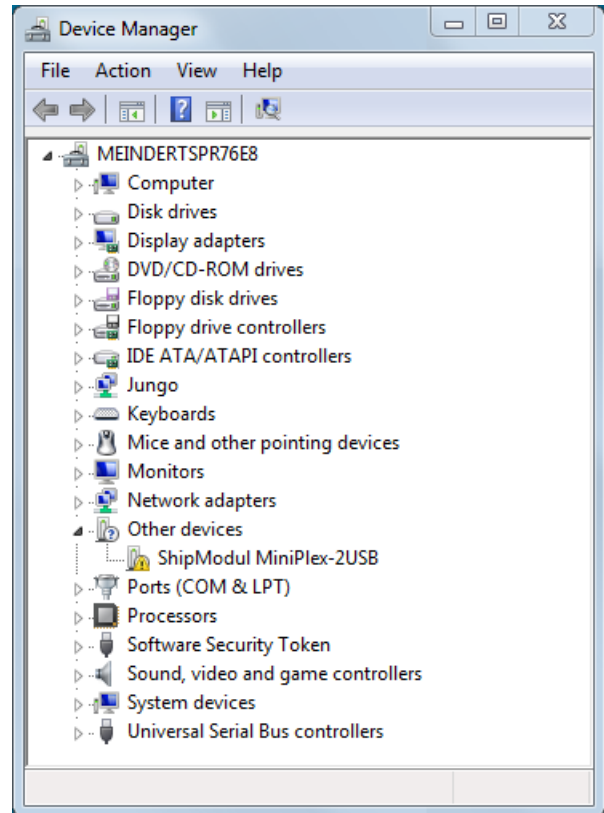 Device Manager
File Action View Help
MEINDERTSPR76E8
Computer
Disk drives
Display adapters
DVD/CD-ROM drives
Floppy disk drives
Floppy drive controllers
IDE ATA/ATAPI controllers
Jungo
Keyboards
Mice and other pointing devices
Monitors
Network adapters
Other devices
ShipModul MiniPlex-2USB
Ports (COM & LPT)
Processors
Software Security Token
Sound, video and game controllers
System devices
Universal Serial Bus controllers